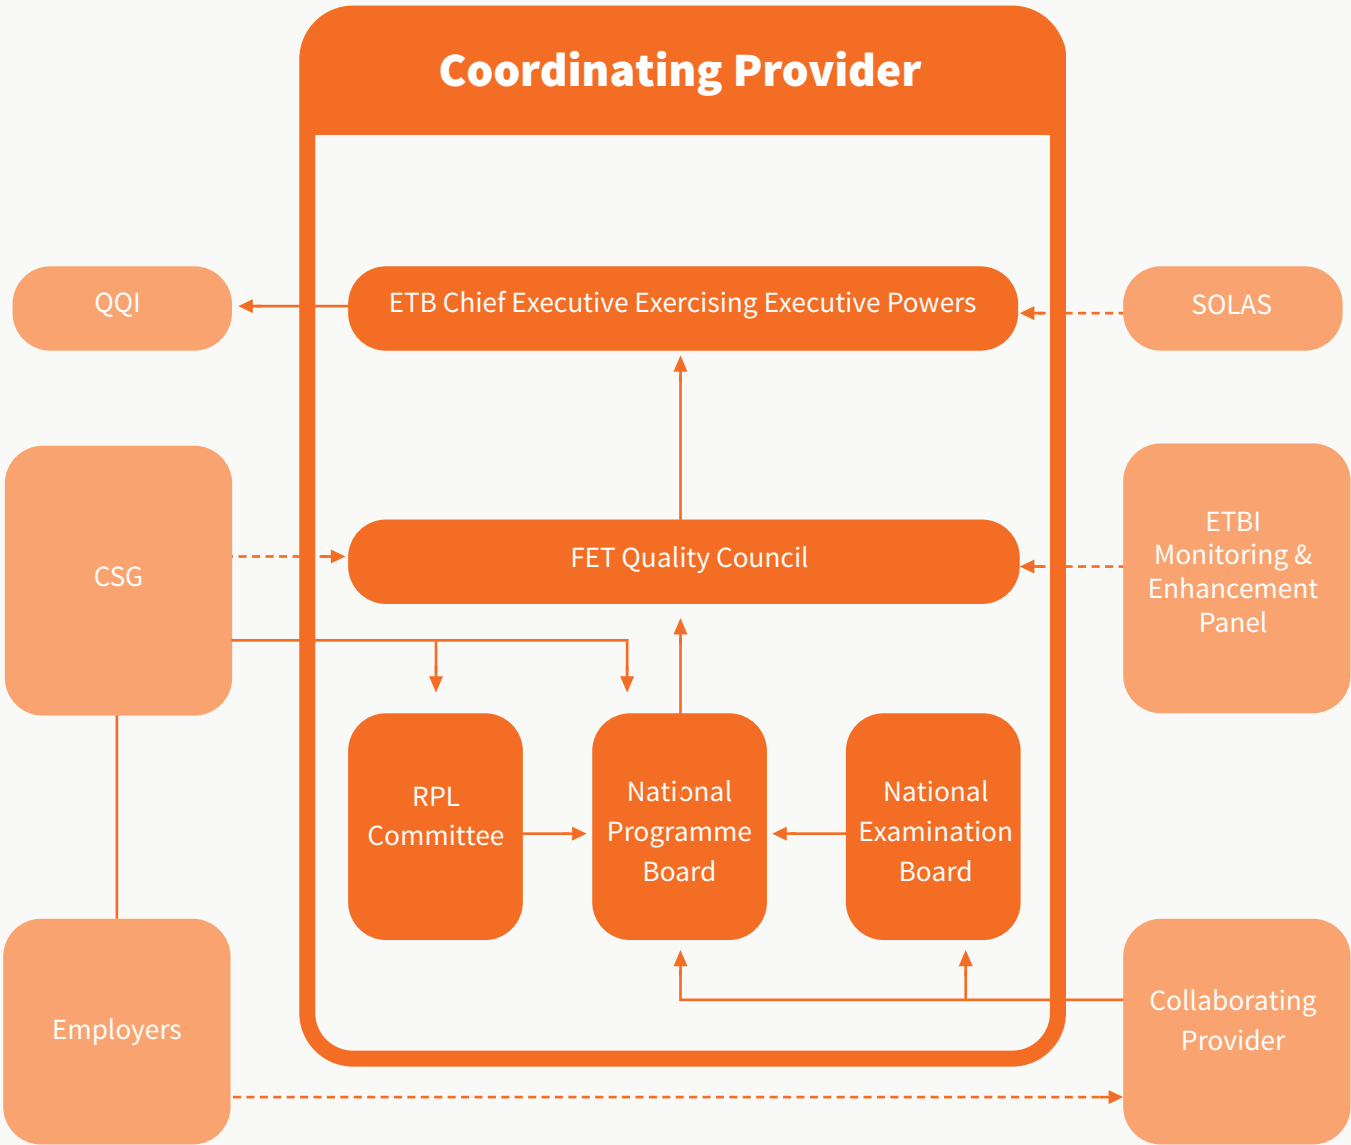 Coordinating Provider
QQI
ETB Chief Executive Exercising Executive Powers
SOLAS
CSG
FET Quality Council
ETBI
Monitoring &
Enhancement
Panel
RPL
Committee
National
Programme
Board
National
Examination
Board
Employers
Collaborating
Provider